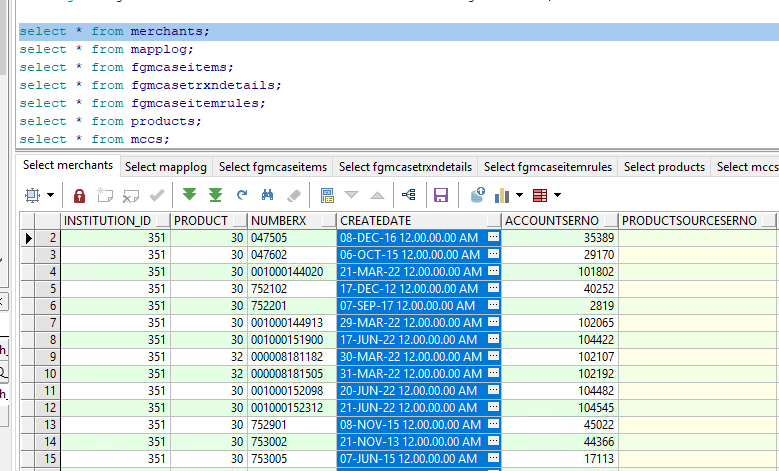 select * from merchants;
select * from mapplog;
select * from fgmcaseitems;
select * from fgmcasetrxndetails;
select * from fgmcaseitemrules;
select * from products;
select * from mccs;
Select merchants Select mapplog Select fgmcaseitems Select fgmcasetrxndetails Select fgmcaseitemrules Select products Select mccs
INSTITUTION_ID PRODUCT NUMBERX CREATEDATE ACCOUNTSERNO PRODUCTSOURCESERNO
2 351 30 047505 08-DEC-16 12.00.00.00 AM ... 35389
3 351 30 047602 06-OCT-15 12.00.00.00 AM ... 29170
4 351 30 001000144020 21-MAR-22 12.00.00.00 AM ... 101802
5 351 30 752102 17-DEC-12 12.00.00.00 AM ... 40252
6 351 30 752201 07-SEP-17 12.00.00.00 AM ... 2819
7 351 30 001000144913 29-MAR-22 12.00.00.00 AM ... 102065
8 351 30 001000151900 17-JUN-22 12.00.00.00 AM ... 104422
9 351 32 000008181182 30-MAR-22 12.00.00.00 AM ... 102107
10 351 32 000008181505 31-MAR-22 12.00.00.00 AM ... 102192
11 351 30 001000152098 20-JUN-22 12.00.00.00 AM ... 104482
12 351 30 001000152312 21-JUN-22 12.00.00.00 AM ... 104545
13 351 30 752901 08-NOV-15 12.00.00.00 AM ... 45022
14 351 30 753002 21-NOV-13 12.00.00.00 AM ... 44366
15 351 30 753005 07-JUN-15 12.00.00.00 AM ... 17113